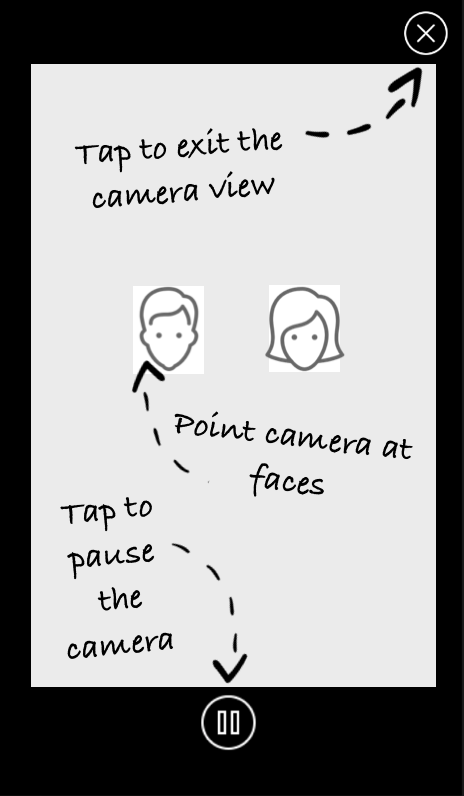 Tap to exit the
camera view
Point camera at
faces
Tap to
pause
the
camera